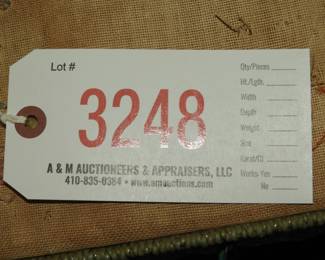 Lot #
3248
A & M AUCTIONEERS & APPRAISERS, LLC
410-835-0384 • www.amauctions.com
Qty/Pieces
Ht./Lgth.
Width
Depth
Weight
Size
Karat/Ct
Works- Yes
No